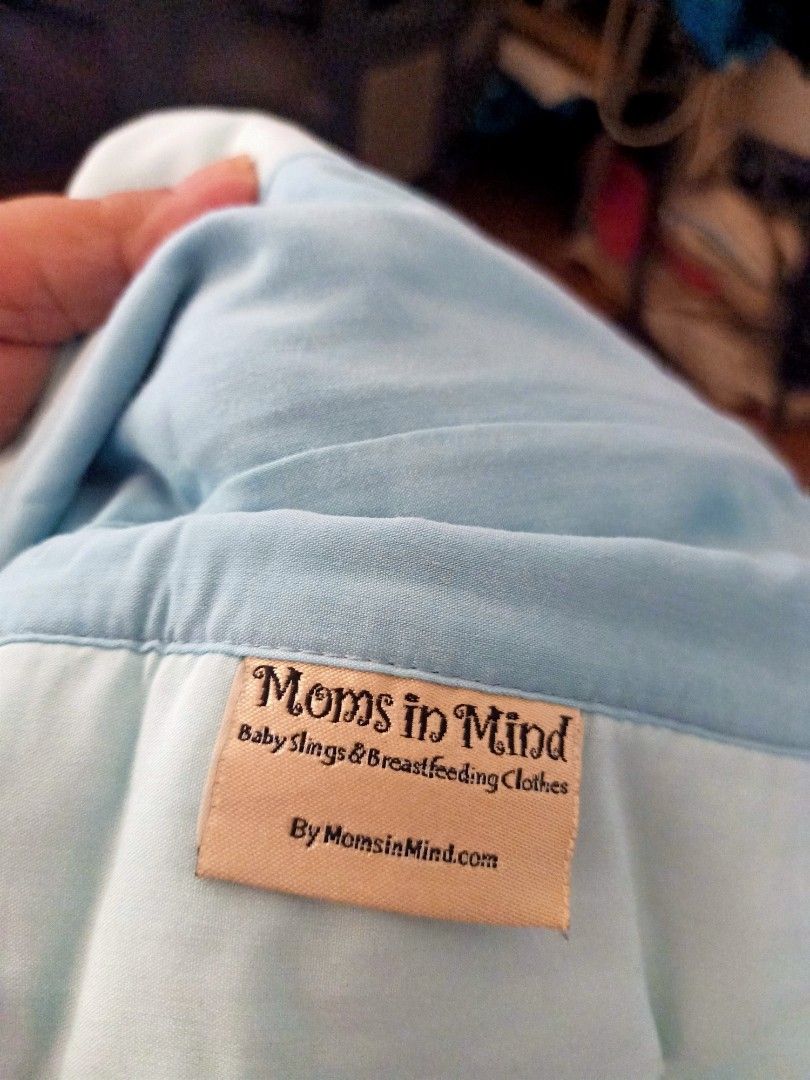 Moms in Mind
Baby Slings & Breastfeeding Clothes
By MomsinMind.com